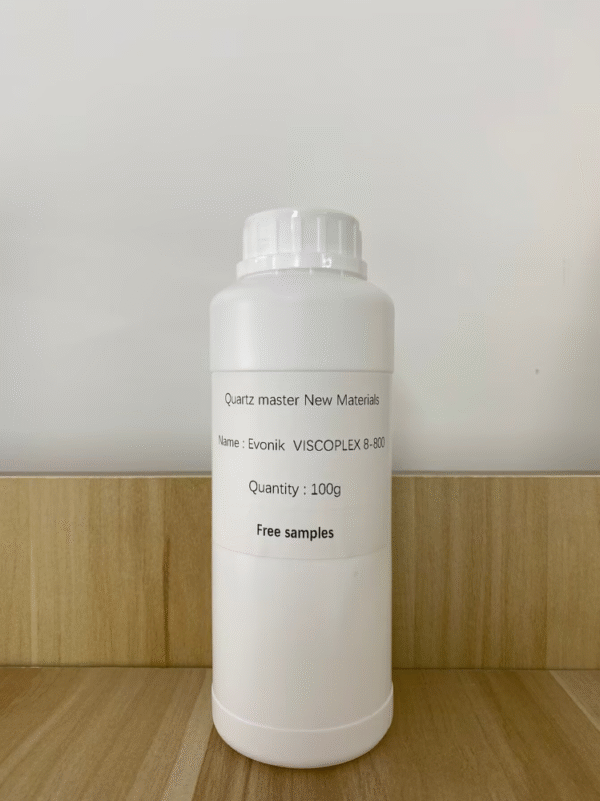 Quartz master New Materials
Name : Evonik VISCOPLEX 8-800
Quantity : 100g
Free samples